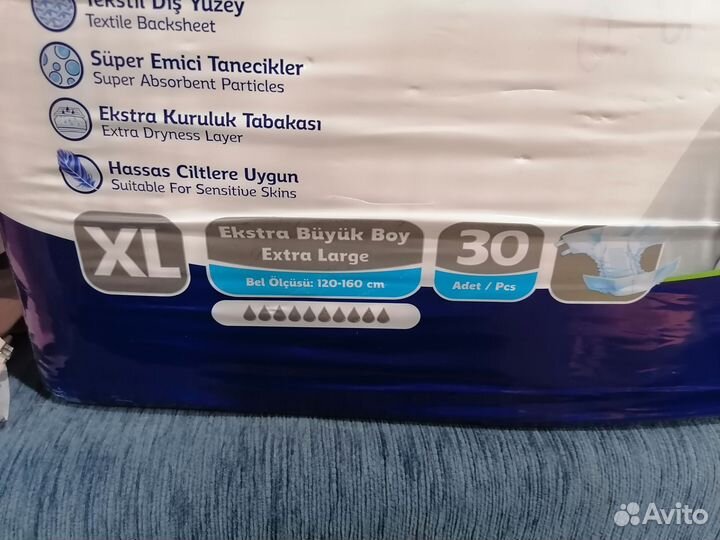 Tekstil Dış Yüzey
Textile Backsheet
Süper Emici Tanecikler
Super Absorbent Particles
Ekstra Kuruluk Tabakası
Extra Dryness Layer
Hassas Ciltlere Uygun
Suitable For Sensitive Skins
XL
Ekstra Büyük Boy
Extra Large
Bel Ölçüsü: 120-160 cm
30
Adet / Pcs
Avito